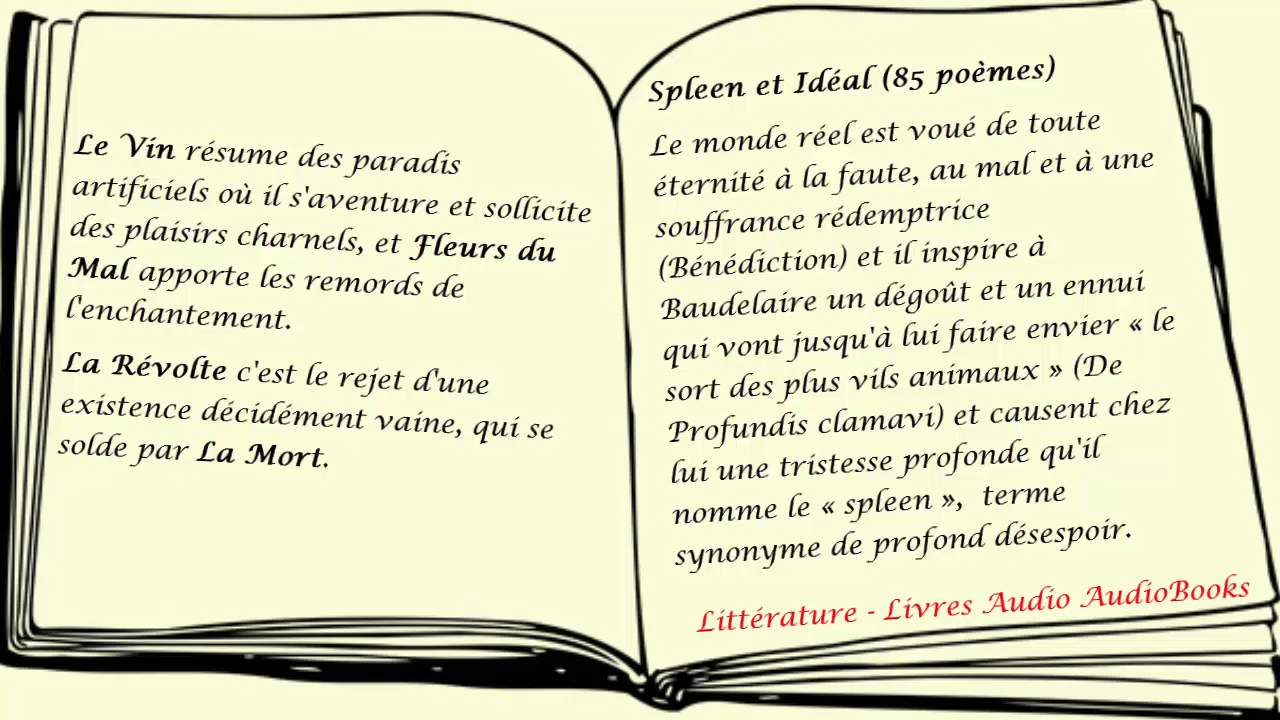 Le Vin résume des paradis
artificiels où il s'aventure et sollicite
des plaisirs charnels, et Fleurs du
Mal apporte les remords de
l'enchantement.
La Révolte c'est le rejet d'une
existence décidément vaine, qui se
solde par La Mort.
Spleen et Idéal (85 poèmes)
Le monde réel est voué de toute
éternité à la faute, au mal et à une
souffrance rédemptrice
(Bénédiction) et il inspire à
Baudelaire un dégoût et un ennui
qui vont jusqu'à lui faire envier « le
sort des plus vils animaux » (De
Profundis clamavi) et causent chez
lui une tristesse profonde qu'il
nomme le « spleen », terme
synonyme de profond désespoir.
Littérature - Livres Audio AudioBooks